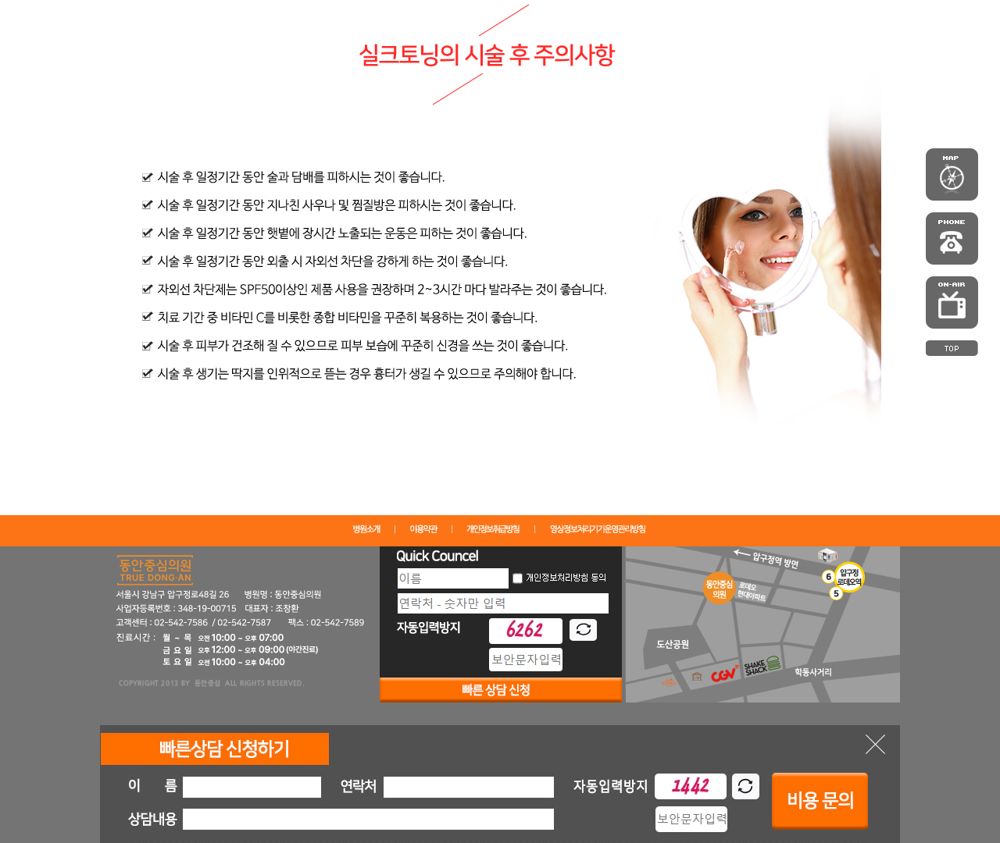 실크토닝의 시술 후 주의사항
시술 후 일정기간 동안 술과 담배를 피하시는 것이 좋습니다.
시술 후 일정기간 동안 지나친 사우나 및 찜질방은 피하시는 것이 좋습니다.
시술 후 일정기간 동안 햇볕에 장시간 노출되는 운동은 피하는 것이 좋습니다.
시술 후 일정기간 동안 외출 시 자외선 차단을 강하게 하는 것이 좋습니다.
자외선 차단제는 SPF50이상인 제품 사용을 권장하며 2~3시간 마다 발라주는 것이 좋습니다.
치료 기간 중 비타민 C를 비롯한 종합 비타민을 꾸준히 복용하는 것이 좋습니다.
시술 후 피부가 건조해 질 수 있으므로 피부 보습에 꾸준히 신경을 쓰는 것이 좋습니다.
시술 후 생기는 딱지를 인위적으로 뜯는 경우 흉터가 생길 수 있으므로 주의해야 합니다.
MAP
PHONE
ON-AIR
TOP
병원소개 | 이용약관 | 개인정보취급방침 | 영상정보처리기기운영관리방침
동안중심의원
TRUE DONG·AN
서울시 강남구 압구정로48길 26 병원명 : 동안중심의원
사업자등록번호 : 348-19-00715 대표자 : 조창환
고객센터 : 02-542-7586 / 02-542-7587 팩스 : 02-542-7589
진료시간 : 월 ~ 목 오전 10:00 ~ 오후 07:00
금 요 일 오후 12:00 ~ 오후 09:00 (야간진료)
토 요 일 오전 10:00 ~ 오후 04:00
COPYRIGHT 2013 BY 동안중심 ALL RIGHTS RESERVED.
Quick Councel
이름
개인정보처리방침 동의
연락처 - 숫자만 입력
자동입력방지
6262
보안문자입력
빠른 상담 신청
압구정역 방면
동안중심
의원
로데오
현대아파트
압구정
로데오역
6
5
도산공원
CGV
SHAKE
SHACK
학동사거리
빠른상담 신청하기
이 름
연락처
자동입력방지
1442
비용 문의
상담내용
보안문자입력